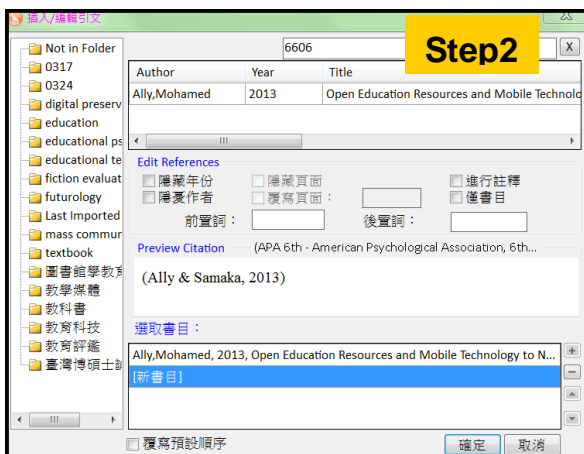 插入/編輯引文
Step2
6606
X
Not in Folder
0317
0324
digital preserv
education
educational ps
educational te
fiction evaluat
futurology
Last Imported
mass commun
textbook
圖書館學教育
教學媒體
教科書
教育科技
教育評鑑
臺灣博碩士論
Author Year Title
Ally,Mohamed 2013 Open Education Resources and Mobile Technolo
Edit References
隱藏年份 隱藏頁面 進行註釋
隱憂作者 覆寫頁面： 僅書目
前置詞： 後置詞：
Preview Citation (APA 6th - American Psychological Association, 6th...
(Ally & Samaka, 2013)
選取書目：
Ally,Mohamed, 2013, Open Education Resources and Mobile Technology to N...
[新書目]
覆寫預設順序
確定 取消